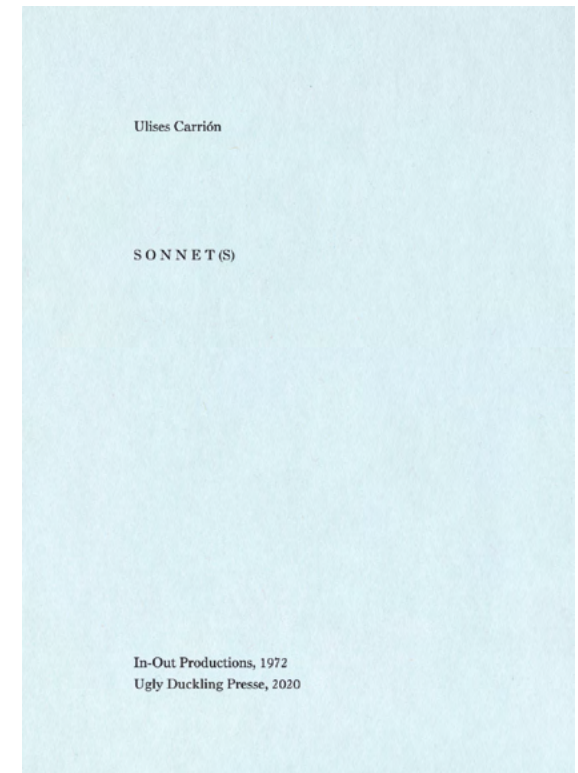 Ulises Carrión
S O N N E T (S)
In-Out Productions, 1972
Ugly Duckling Presse, 2020